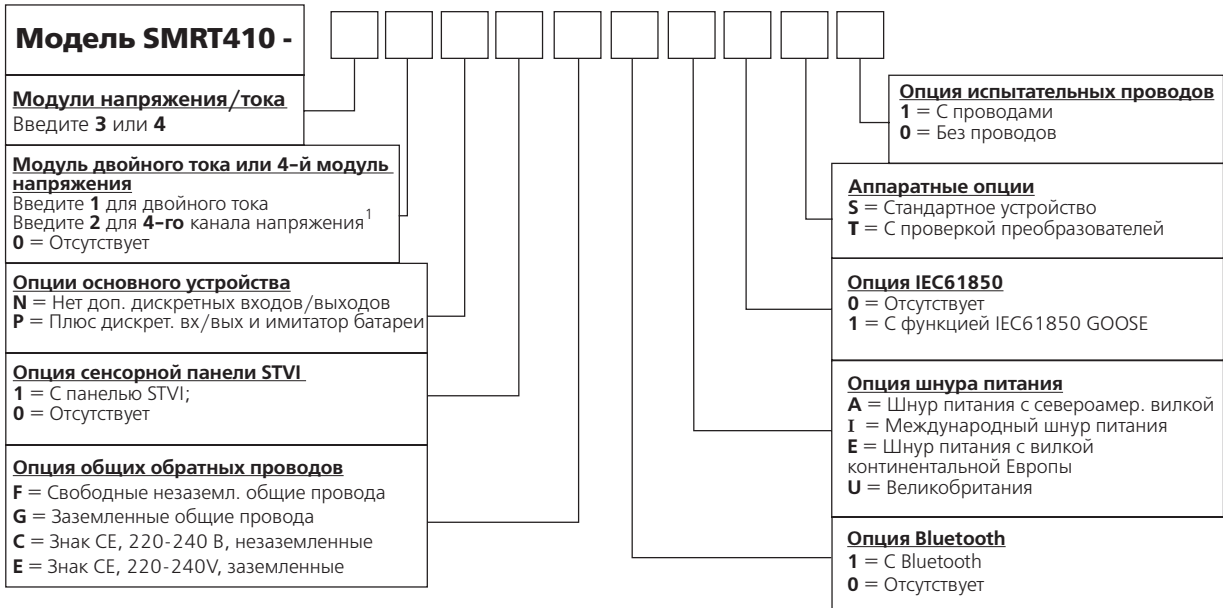 Модель SMRT410 -
Модули напряжения/тока
Введите 3 или 4
Модуль двойного тока или 4-й модуль
напряжения
Введите 1 для двойного тока
Введите 2 для 4-го канала напряжения1
0 = Отсутствует
Опции основного устройства
N = Нет доп. дискретных входов/выходов
P = Плюс дискрет. вх/вых и имитатор батареи
Опция сенсорной панели STVI
1 = С панелью STVI;
0 = Отсутствует
Опция общих обратных проводов
F = Свободные незаземл. общие провода
G = Заземленные общие провода
C = Знак CE, 220-240 В, незаземленные
E = Знак CE, 220-240V, заземленные
Опция испытательных проводов
1 = С проводами
0 = Без проводов
Аппаратные опции
S = Стандартное устройство
T = С проверкой преобразователей
Опция IEC61850
0 = Отсутствует
1 = С функцией IEC61850 GOOSE
Опция шнура питания
A = Шнур питания с североамер. вилкой
I = Международный шнур питания
E = Шнур питания с вилкой
континентальной Европы
U = Великобритания
Опция Bluetooth
1 = С Bluetooth
0 = Отсутствует